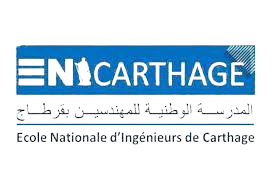 ENICARTHAGE
المدرسة الوطنية للمهندسين بقرطاج
Ecole Nationale d'Ingénieurs de Carthage